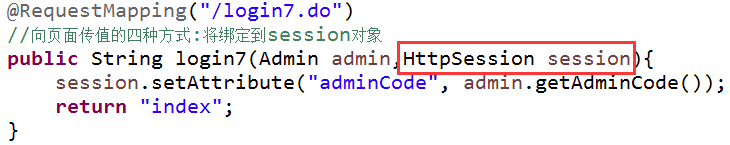 @RequestMapping("/login7.do")
//向页面传值的四种方式:将绑定到session对象
public String login7(Admin admin,HttpSession session){
session.setAttribute("adminCode", admin.getAdminCode());
return "index";
}